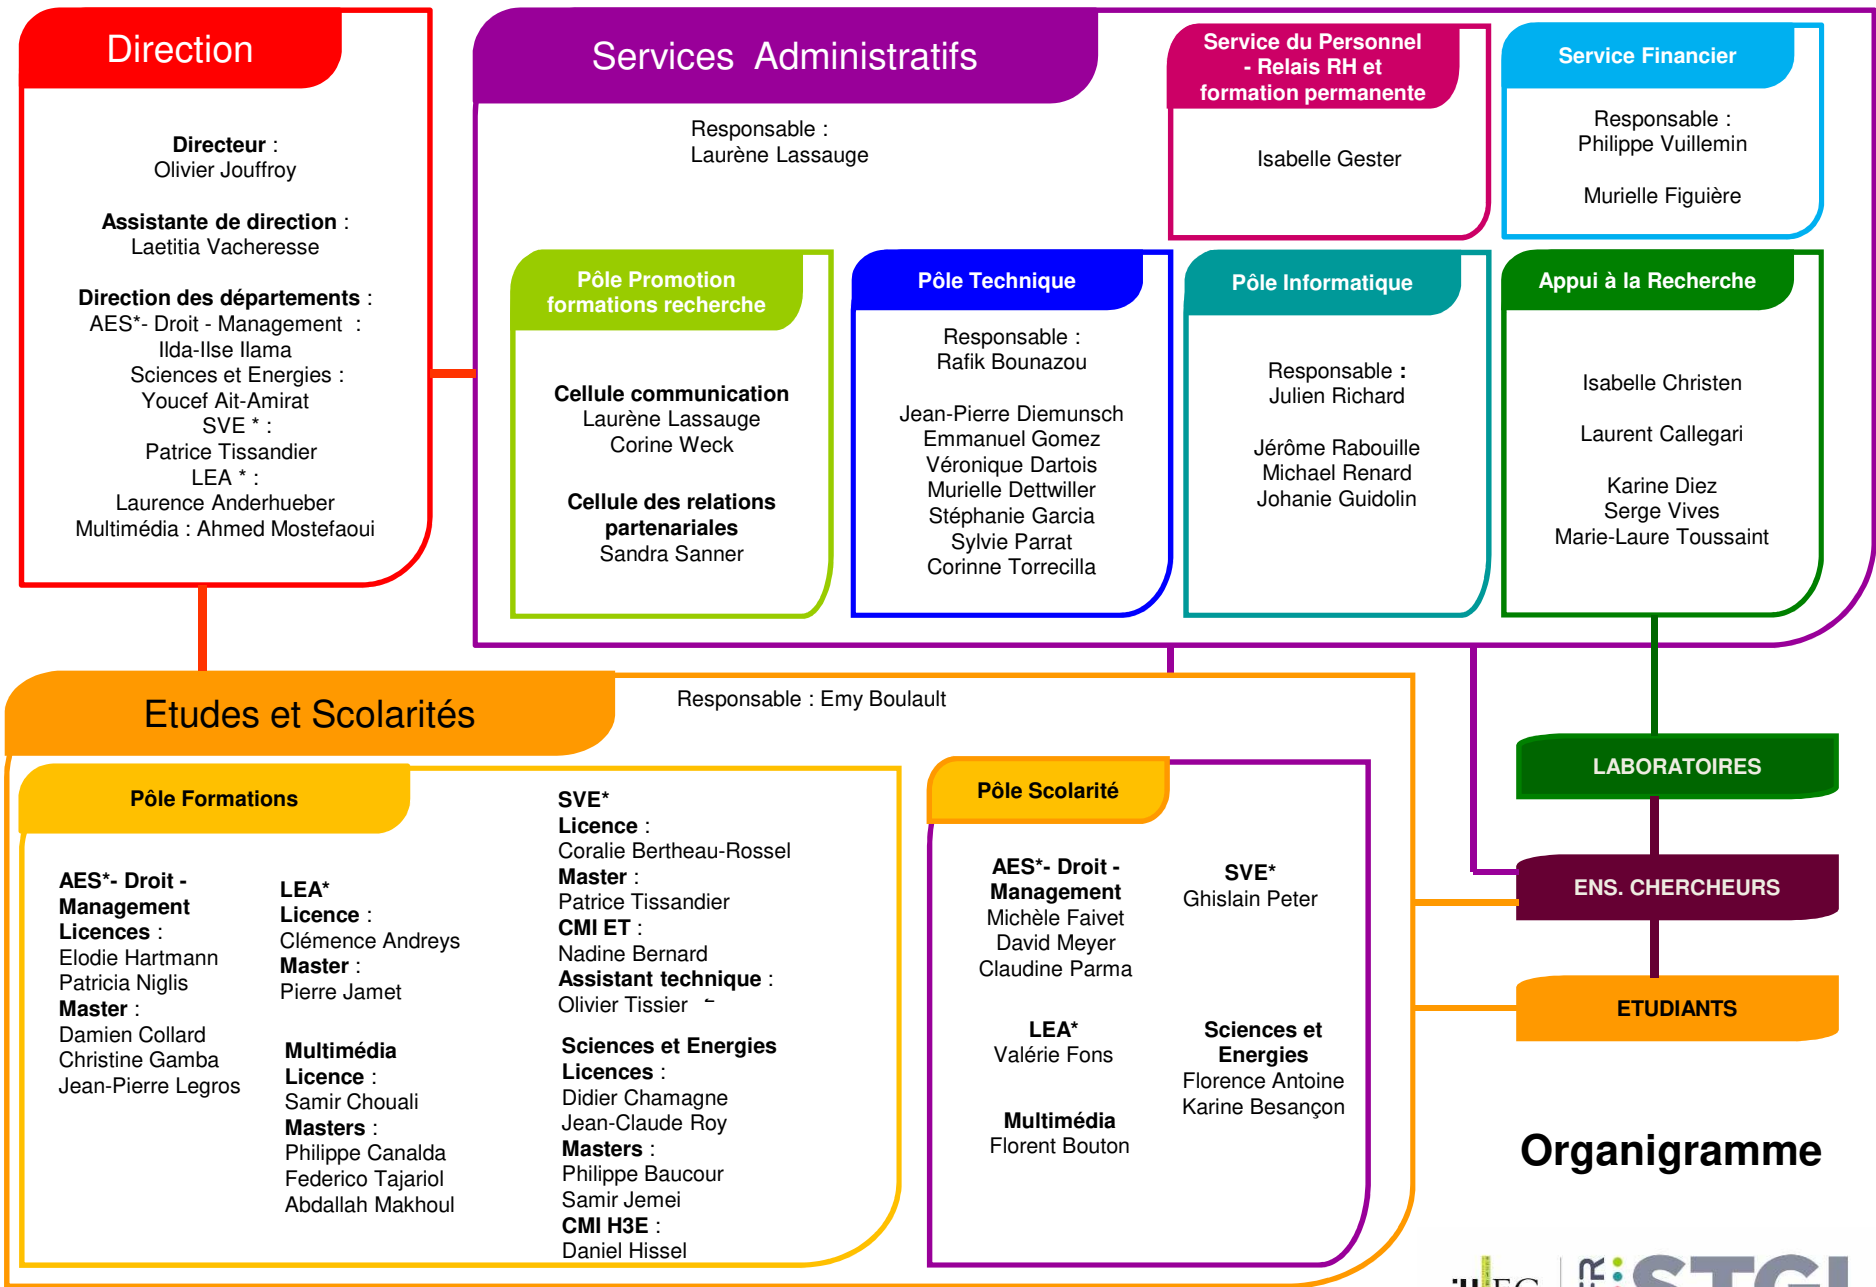 Direction
Directeur :
Olivier Jouffroy
Assistante de direction :
Laetitia Vacheresse
Direction des départements :
AES*- Droit - Management :
Ilda-Ilse Ilama
Sciences et Energies :
Youcef Ait-Amirat
SVE * :
Patrice Tissandier
LEA * :
Laurence Anderhueber
Multimédia : Ahmed Mostefaoui
Services Administratifs
Responsable :
Laurène Lassauge
Service du Personnel
- Relais RH et
formation permanente
Isabelle Gester
Service Financier
Responsable :
Philippe Vuillemin
Murielle Figuière
Pôle Promotion
formations recherche
Cellule communication
Laurène Lassauge
Corine Weck
Cellule des relations
partenariales
Sandra Sanner
Pôle Technique
Responsable :
Rafik Bounazou
Jean-Pierre Diemunsch
Emmanuel Gomez
Véronique Dartois
Murielle Dettwiller
Stéphanie Garcia
Sylvie Parrat
Corinne Torrecilla
Pôle Informatique
Responsable :
Julien Richard
Jérôme Rabouille
Michael Renard
Johanie Guidolin
Appui à la Recherche
Isabelle Christen
Laurent Callegari
Karine Diez
Serge Vives
Marie-Laure Toussaint
Etudes et Scolarités
Responsable : Emy Boulault
Pôle Formations
AES*- Droit -
Management
Licences :
Elodie Hartmann
Patricia Niglis
Master :
Damien Collard
Christine Gamba
Jean-Pierre Legros
LEA*
Licence :
Clémence Andreys
Master :
Pierre Jamet
Multimédia
Licence :
Samir Chouali
Masters :
Philippe Canalda
Federico Tajariol
Abdallah Makhoul
SVE*
Licence :
Coralie Bertheau-Rossel
Master :
Patrice Tissandier
CMI ET :
Nadine Bernard
Assistant technique :
Olivier Tissier
Sciences et Energies
Licences :
Didier Chamagne
Jean-Claude Roy
Masters :
Philippe Baucour
Samir Jemei
CMI H3E :
Daniel Hissel
Pôle Scolarité
AES*- Droit -
Management
Michèle Faivet
David Meyer
Claudine Parma
LEA*
Valérie Fons
Multimédia
Florent Bouton
SVE*
Ghislain Peter
Sciences et
Energies
Florence Antoine
Karine Besançon
LABORATOIRES
ENS. CHERCHEURS
ETUDIANTS
Organigramme
STGI